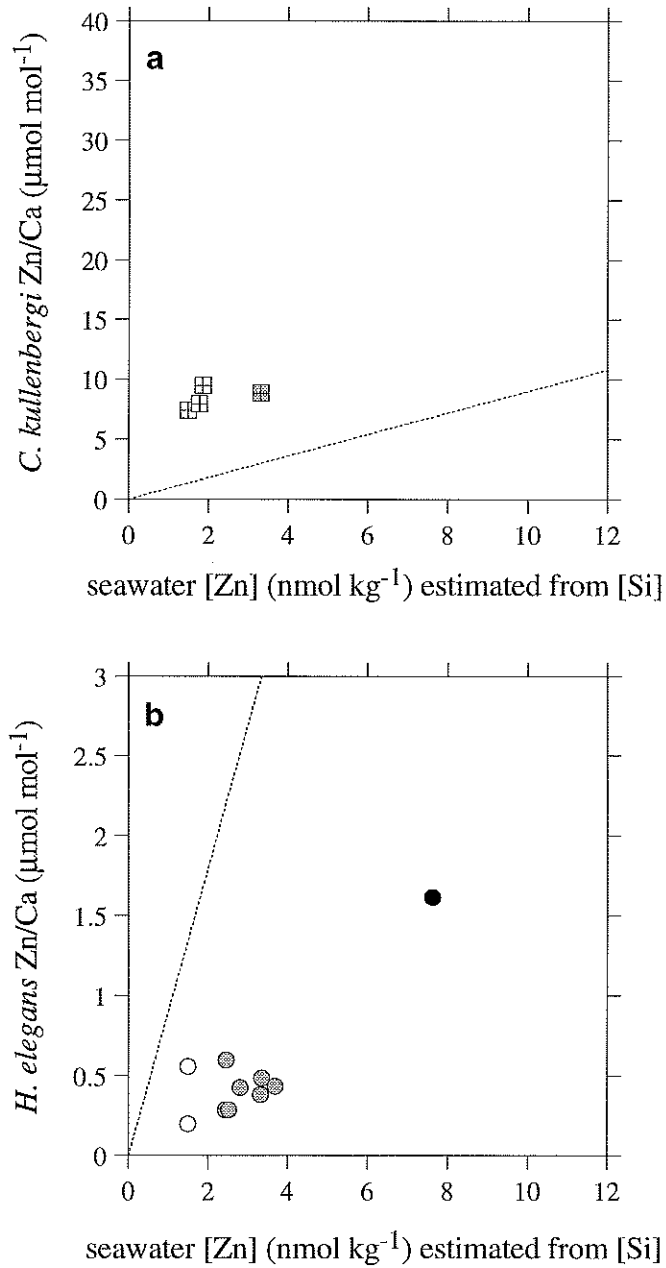 40
35
30
25
20
15
10
5
0
a
C. kullenbergi Zn/Ca (µmol mol⁻¹)
0 2 4 6 8 10 12
seawater [Zn] (nmol kg⁻¹) estimated from [Si]
3
2.5
2
1.5
1
0.5
0
b
H. elegans Zn/Ca (µmol mol⁻¹)
0 2 4 6 8 10 12
seawater [Zn] (nmol kg⁻¹) estimated from [Si]